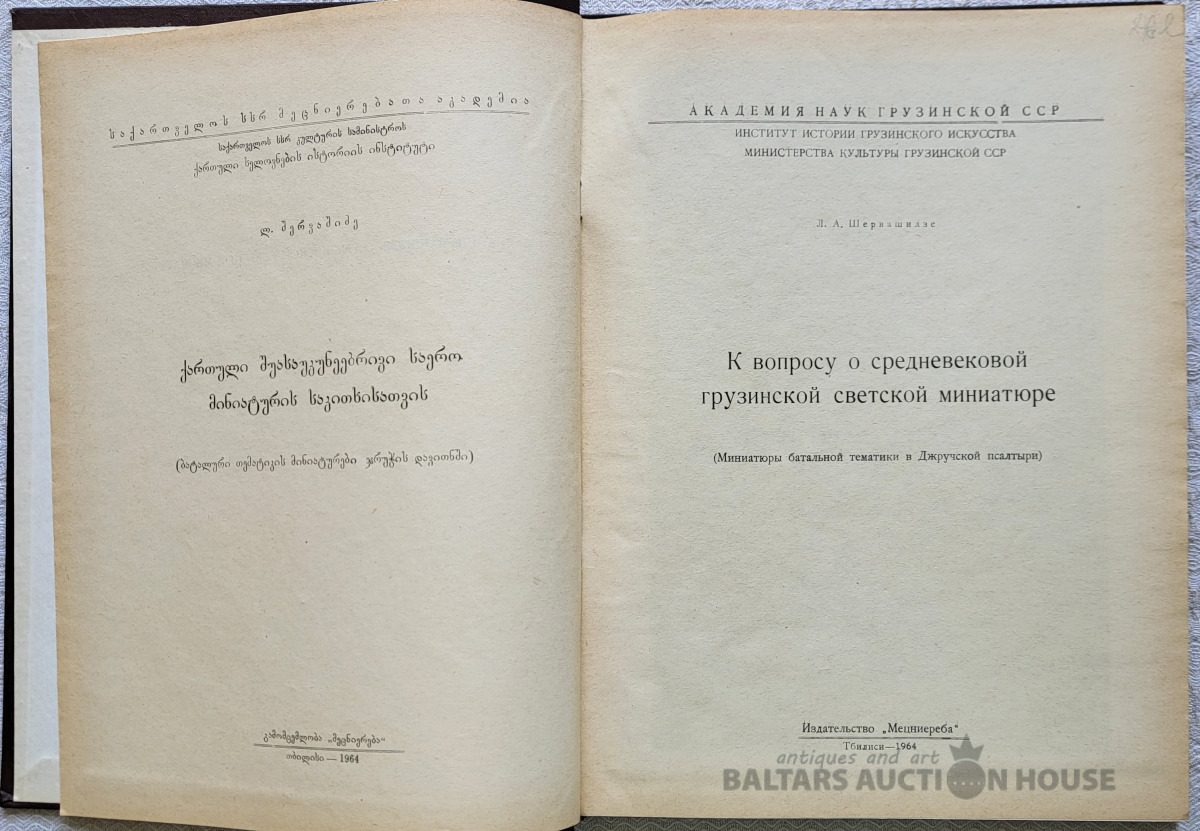 საქართველოს სსრ მეცნიერებათა აკადემია
საქართველოს სსრ კულტურის სამინისტროს
ქართული ხელოვნების ისტორიის ინსტიტუტი
ლ. შერვაშიძე
ქართული შუასაუკუნეებრივი საერო
მინიატურის საკითხისათვის
(ბატალური თემატიკის მინიატურები ჯრუჭის დავითნში)
გამომცემლობა „მეცნიერება“
თბილისი — 1964
АКАДЕМИЯ НАУК ГРУЗИНСКОЙ ССР
ИНСТИТУТ ИСТОРИИ ГРУЗИНСКОГО ИСКУССТВА
МИНИСТЕРСТВА КУЛЬТУРЫ ГРУЗИНСКОЙ ССР
Л. А. Шервашидзе
К вопросу о средневековой
грузинской светской миниатюре
(Миниатюры батальной тематики в Джручской псалтыри)
Издательство „Мецниереба“
Тбилиси—1964
antiques and art
BALTARS AUCTION HOUSE